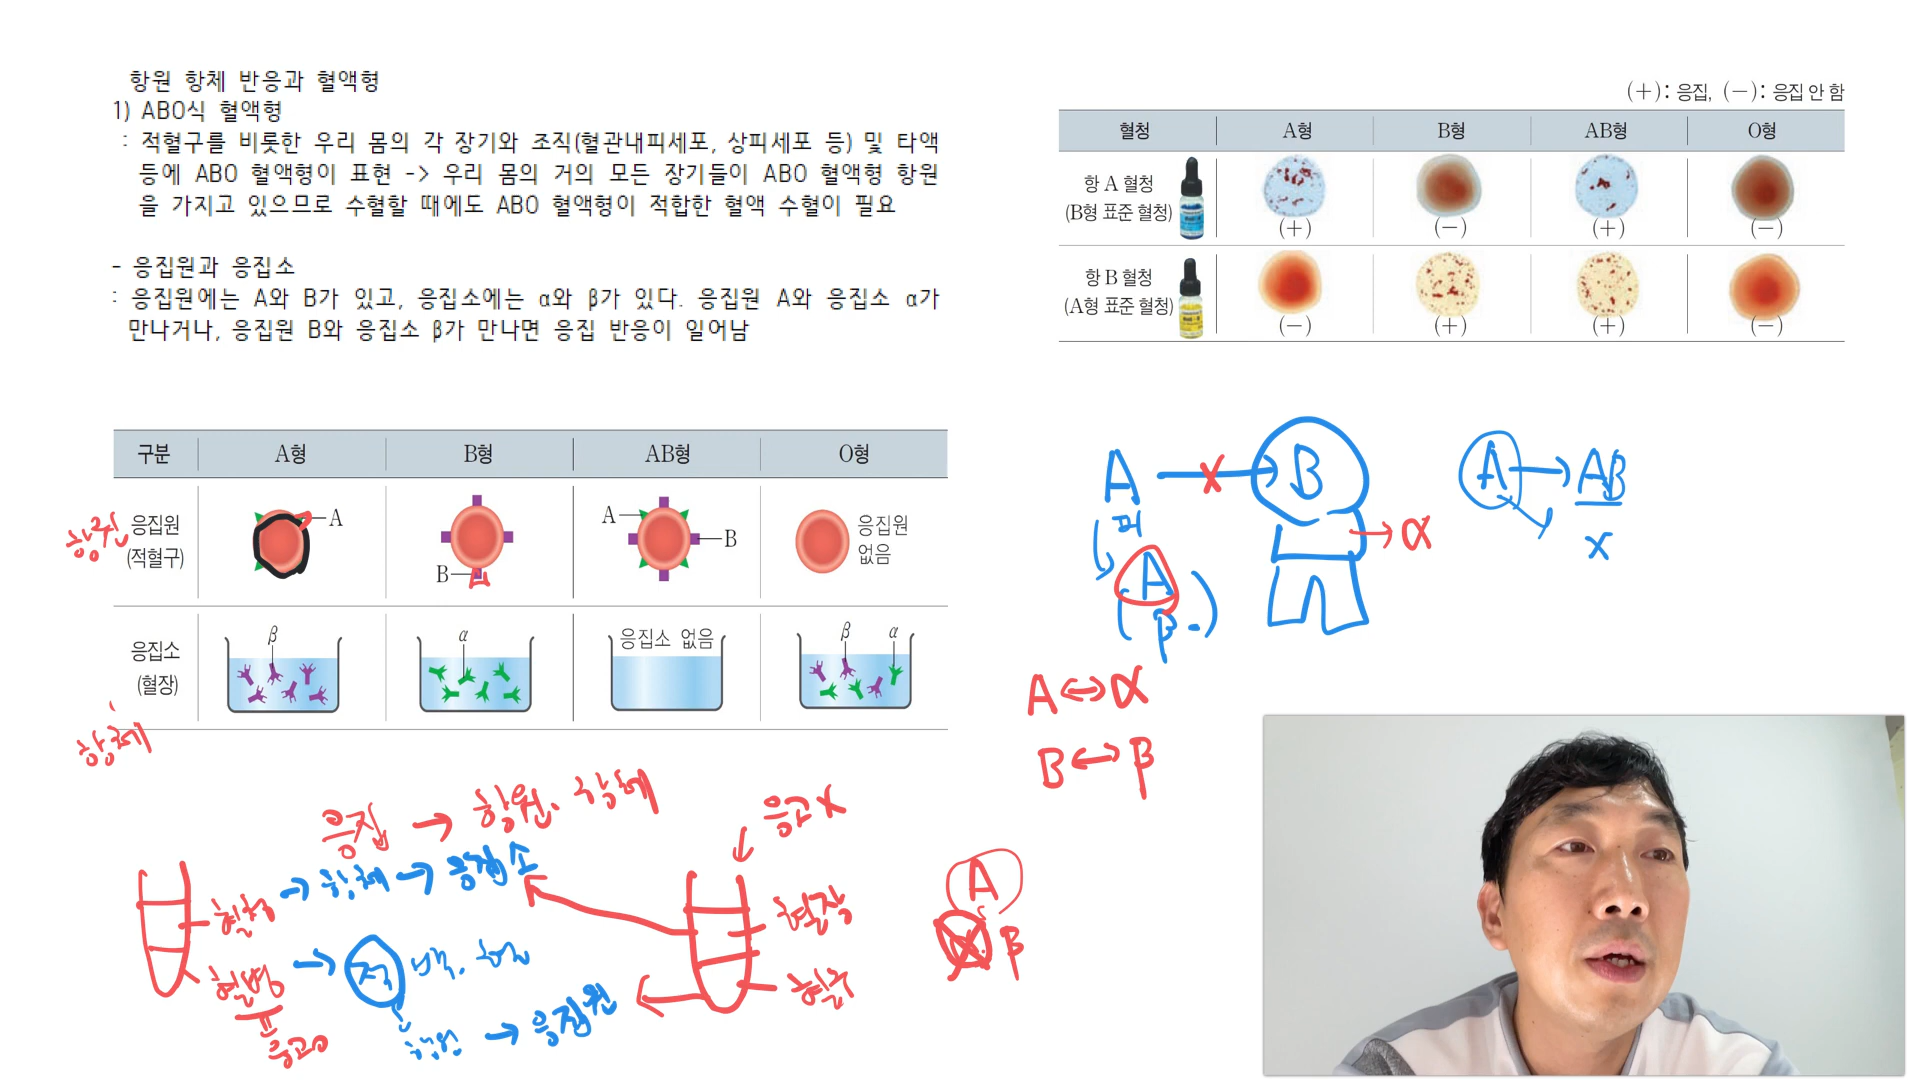 항원 항체 반응과 혈액형
1) ABO식 혈액형
: 적혈구를 비롯한 우리 몸의 각 장기와 조직(혈관내피세포, 상피세포 등) 및 타액
등에 ABO 혈액형이 표현 -> 우리 몸의 거의 모든 장기들이 ABO 혈액형 항원
을 가지고 있으므로 수혈할 때에도 ABO 혈액형이 적합한 혈액 수혈이 필요
- 응집원과 응집소
: 응집원에는 A와 B가 있고, 응집소에는 α와 β가 있다. 응집원 A와 응집소 α가
만나거나, 응집원 B와 응집소 β가 만나면 응집 반응이 일어남
구분 A형 B형 AB형 O형
항원 응집원 A B A B 응집원
(적혈구) 없음
응집소 β α 응집소 없음 β α
(혈장)
항체
응집 → 항원. 항체
혈청 → 항체 → 응집소
혈병 → 적
응고
항원 → 응집원
응고X
혈장
혈구
(+): 응집, (−): 응집 안 함
혈청 A형 B형 AB형 O형
항 A 혈청
(B형 표준 혈청)
(+) (−) (+) (−)
항 B 혈청
(A형 표준 혈청)
(−) (+) (+) (−)
A X→ B → α
피
A
β
A → AB
X
A ↔ α
B ↔ β
A
β